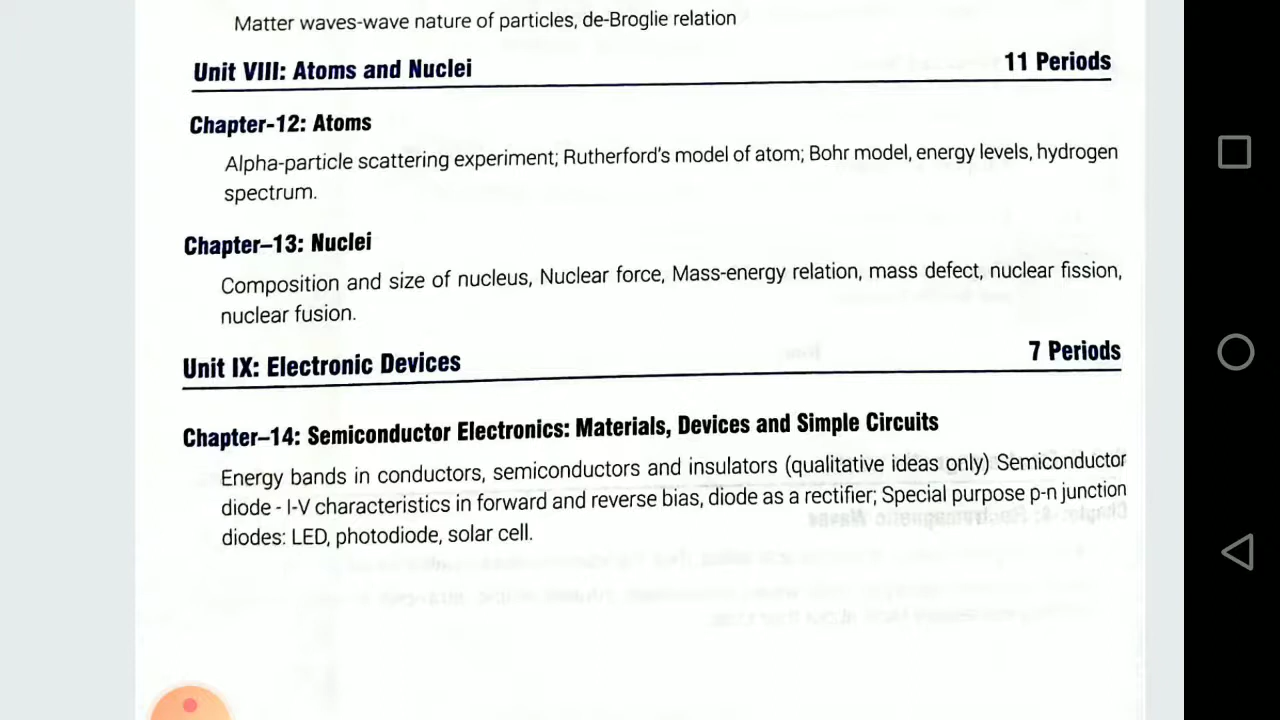 Matter waves-wave nature of particles, de-Broglie relation
Unit VIII: Atoms and Nuclei 11 Periods
Chapter-12: Atoms
Alpha-particle scattering experiment; Rutherford's model of atom; Bohr model, energy levels, hydrogen
spectrum.
Chapter–13: Nuclei
Composition and size of nucleus, Nuclear force, Mass-energy relation, mass defect, nuclear fission,
nuclear fusion.
Unit IX: Electronic Devices 7 Periods
Chapter–14: Semiconductor Electronics: Materials, Devices and Simple Circuits
Energy bands in conductors, semiconductors and insulators (qualitative ideas only) Semiconductor
diode - I-V characteristics in forward and reverse bias, diode as a rectifier; Special purpose p-n junction
diodes: LED, photodiode, solar cell.